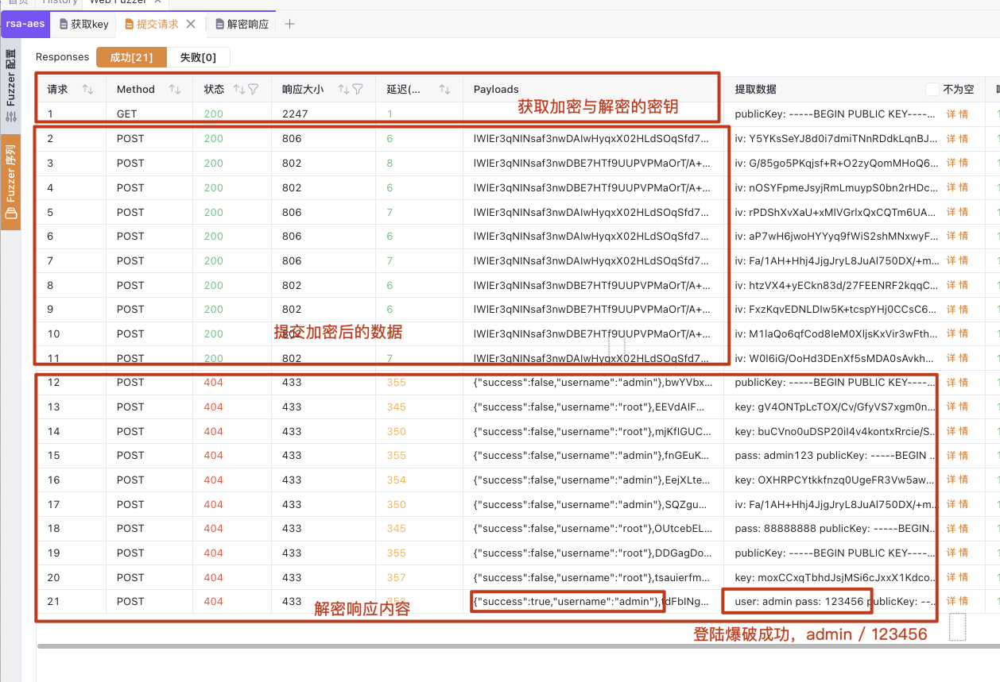 首页 History Web Fuzzer
rsa-aes 获取key 提交请求 解密响应
Fuzzer 配置
Fuzzer 序列
Responses 成功[21] 失败[0]
请求 Method 状态 响应大小 延迟(... Payloads 提取数据 不为空
获取加密与解密的密钥
1 GET 200 2247 1 publicKey: -----BEGIN PUBLIC KEY----... 详情
2 POST 200 806 6 lWlEr3qNINsaf3nwDAIwHyqxX02HLdSOqSfd7... iv: Y5YKsSeYJ8d0i7dmiTNnRDdkLqnBJ... 详情
3 POST 200 802 8 lWlEr3qNINsaf3nwDBE7HTf9UUPVPMaOrT/A+... iv: G/85go5PKqjsf+R+O2zyQomMHoQ6... 详情
4 POST 200 802 6 lWlEr3qNINsaf3nwDBE7HTf9UUPVPMaOrT/A+... iv: nOSYFpmeJsyjRmLmuypS0bn2rHDc... 详情
5 POST 200 806 7 lWlEr3qNINsaf3nwDAIwHyqxX02HLdSOqSfd7... iv: rPDShXvXaU+xMlVGrlxQxCQTm6UA... 详情
6 POST 200 806 6 lWlEr3qNINsaf3nwDAIwHyqxX02HLdSOqSfd7... iv: aP7wH6jwoHYYyq9fWiS2shMNxwyF... 详情
7 POST 200 806 7 lWlEr3qNINsaf3nwDAIwHyqxX02HLdSOqSfd7... iv: Fa/1AH+Hhj4JjgJryL8JuAl750DX/+m... 详情
8 POST 200 802 6 lWlEr3qNINsaf3nwDBE7HTf9UUPVPMaOrT/A+... iv: htzVX4+yECkn83d/27FEENRF2kqqC... 详情
9 POST 200 802 6 lWlEr3qNINsaf3nwDBE7HTf9UUPVPMaOrT/A+... iv: FxzKqvEDNLDlw5K+tcspYHj0CCsC6... 详情
10 POST 200 802 lWlEr3qNINsaf3nwDBE7HTf9UUPVPMaOrT/A+... iv: M1laQo6qfCod8leM0XljsKxVir3wFth... 详情
提交加密后的数据
11 POST 200 802 7 lWlEr3qNINsaf3nwDAIwHyqxX02HLdSOqSfd7... iv: W0l6iG/OoHd3DEnXf5sMDA0sAvkh... 详情
12 POST 404 433 355 {"success":false,"username":"admin"},bwYVbx... publicKey: -----BEGIN PUBLIC KEY----... 详情
13 POST 404 433 345 {"success":false,"username":"root"},EEVdAIF... key: gV4ONTpLcTOX/Cv/GfyVS7xgm0n... 详情
14 POST 404 433 350 {"success":false,"username":"root"},mjKfIGUC... key: buCVno0uDSP20il4v4kontxRrcie/S... 详情
15 POST 404 433 355 {"success":false,"username":"admin"},fnGEuK... pass: admin123 publicKey: -----BEGIN ... 详情
16 POST 404 433 354 {"success":false,"username":"admin"},EejXLte... key: OXHRPCYtkkfnzq0UgeFR3Vw5aw... 详情
17 POST 404 433 350 {"success":false,"username":"admin"},SQZgu... iv: Fa/1AH+Hhj4JjgJryL8JuAl750DX/+m... 详情
18 POST 404 433 345 {"success":false,"username":"root"},OUtcebEL... pass: 88888888 publicKey: -----BEGIN... 详情
19 POST 404 433 355 {"success":false,"username":"root"},DDGagDo... publicKey: -----BEGIN PUBLIC KEY----... 详情
20 POST 404 433 357 {"success":false,"username":"root"},tsauierfm... key: moxCCxqTbhdJsjMSi6cJxxX1Kdco... 详情
21 POST 404 433 {"success":true,"username":"admin"},fdFbINg... user: admin pass: 123456 publicKey: --... 详情
解密响应内容
登陆爆破成功，admin / 123456